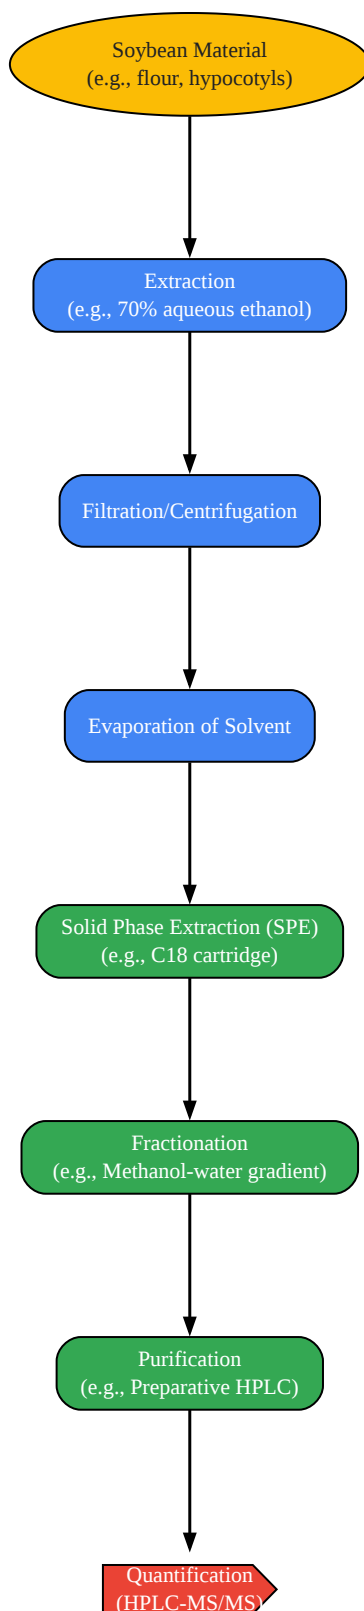 Soybean Material
(e.g., flour, hypocotyls)
Extraction
(e.g., 70% aqueous ethanol)
Filtration/Centrifugation
Evaporation of Solvent
Solid Phase Extraction (SPE)
(e.g., C18 cartridge)
Fractionation
(e.g., Methanol-water gradient)
Purification
(e.g., Preparative HPLC)
Quantification
(HPLC-MS/MS)